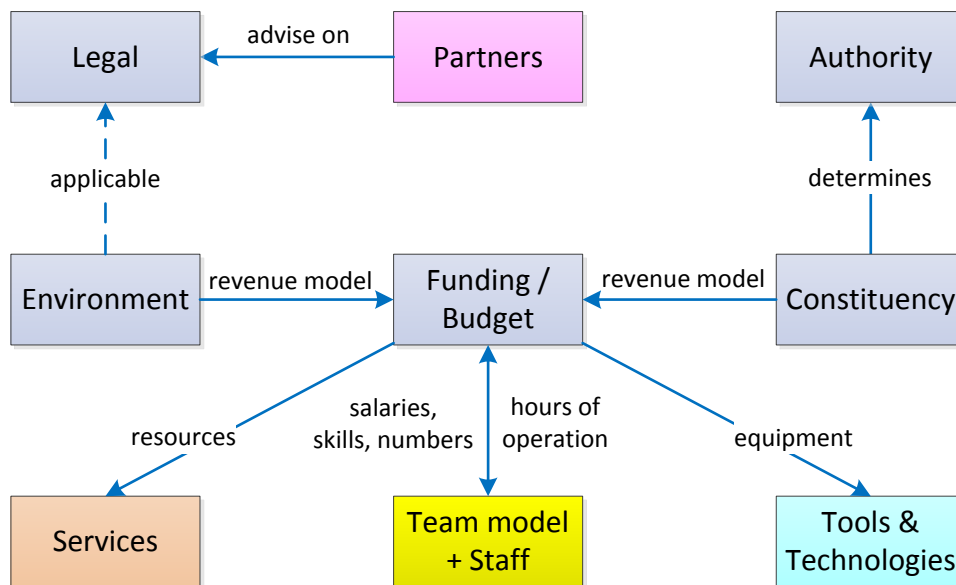 Legal
advise on
Partners
Authority
applicable
determines
Environment
revenue model
Funding /
Budget
revenue model
Constituency
resources
salaries,
skills, numbers
hours of
operation
equipment
Services
Team model
+ Staff
Tools &
Technologies